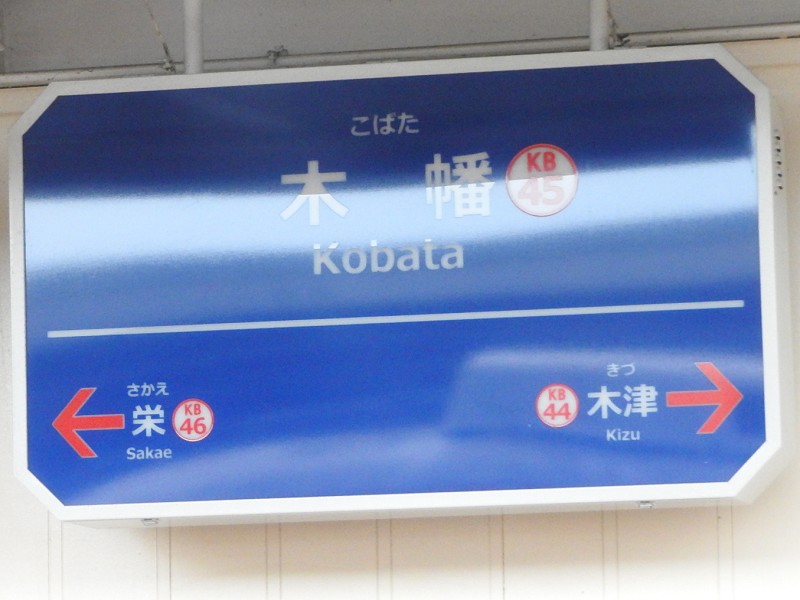 こばた
木幡 KB 45
Kobata
さかえ
栄 KB 46
Sakae
きづ
KB 44 木津
Kizu